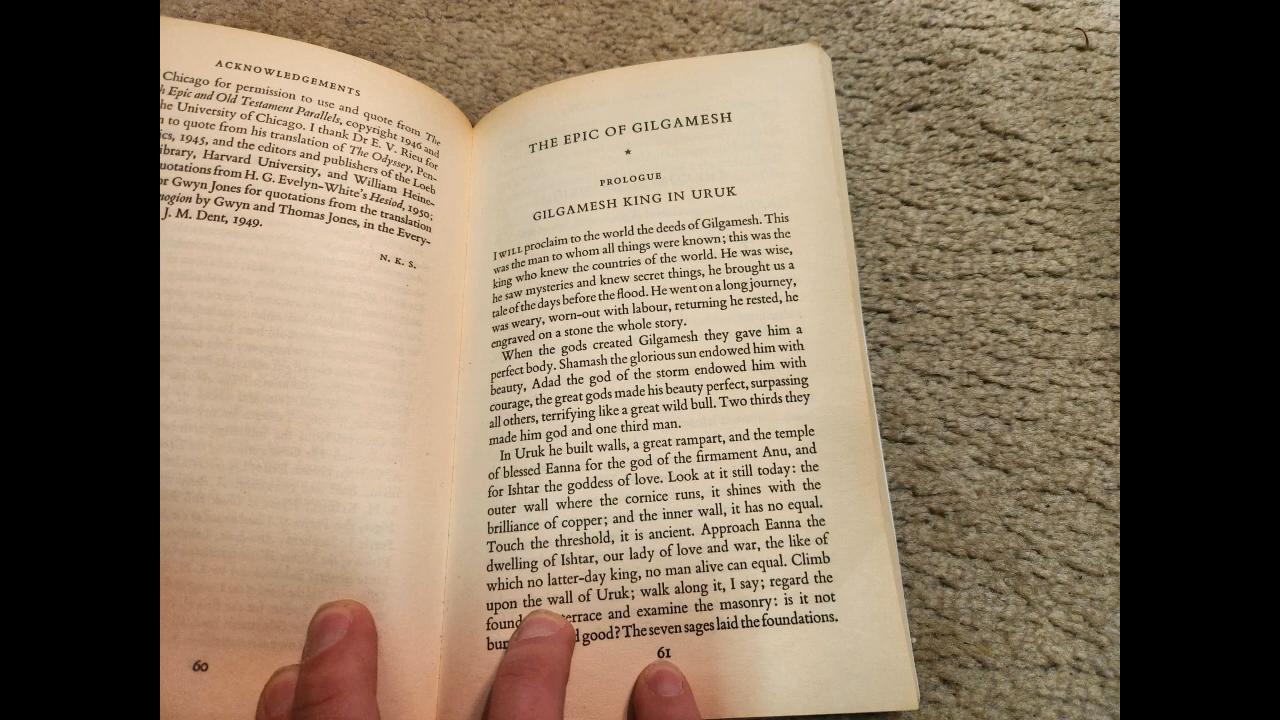 ACKNOWLEDGEMENTS
Chicago for permission to use and quote from The
Epic and Old Testament Parallels, copyright 1946 and
he University of Chicago. I thank Dr E. V. Rieu for
to quote from his translation of The Odyssey, Pen-
ics, 1945, and the editors and publishers of the Loeb
ibrary, Harvard University, and William Heine-
uotations from H. G. Evelyn-White's Hesiod, 1950;
or Gwyn Jones for quotations from the translation
nogion by Gwyn and Thomas Jones, in the Every-
J. M. Dent, 1949.
N. K. S.
60
THE EPIC OF GILGAMESH
★
PROLOGUE
GILGAMESH KING IN URUK
I WILL proclaim to the world the deeds of Gilgamesh. This
was the man to whom all things were known; this was the
king who knew the countries of the world. He was wise,
he saw mysteries and knew secret things, he brought us a
tale of the days before the flood. He went on a long journey,
was weary, worn-out with labour, returning he rested, he
engraved on a stone the whole story.
When the gods created Gilgamesh they gave him a
perfect body. Shamash the glorious sun endowed him with
beauty, Adad the god of the storm endowed him with
courage, the great gods made his beauty perfect, surpassing
all others, terrifying like a great wild bull. Two thirds they
made him god and one third man.
In Uruk he built walls, a great rampart, and the temple
of blessed Eanna for the god of the firmament Anu, and
for Ishtar the goddess of love. Look at it still today: the
outer wall where the cornice runs, it shines with the
brilliance of copper; and the inner wall, it has no equal.
Touch the threshold, it is ancient. Approach Eanna the
dwelling of Ishtar, our lady of love and war, the like of
which no latter-day king, no man alive can equal. Climb
upon the wall of Uruk; walk along it, I say; regard the
found terrace and examine the masonry: is it not
bur d good? The seven sages laid the foundations.
61